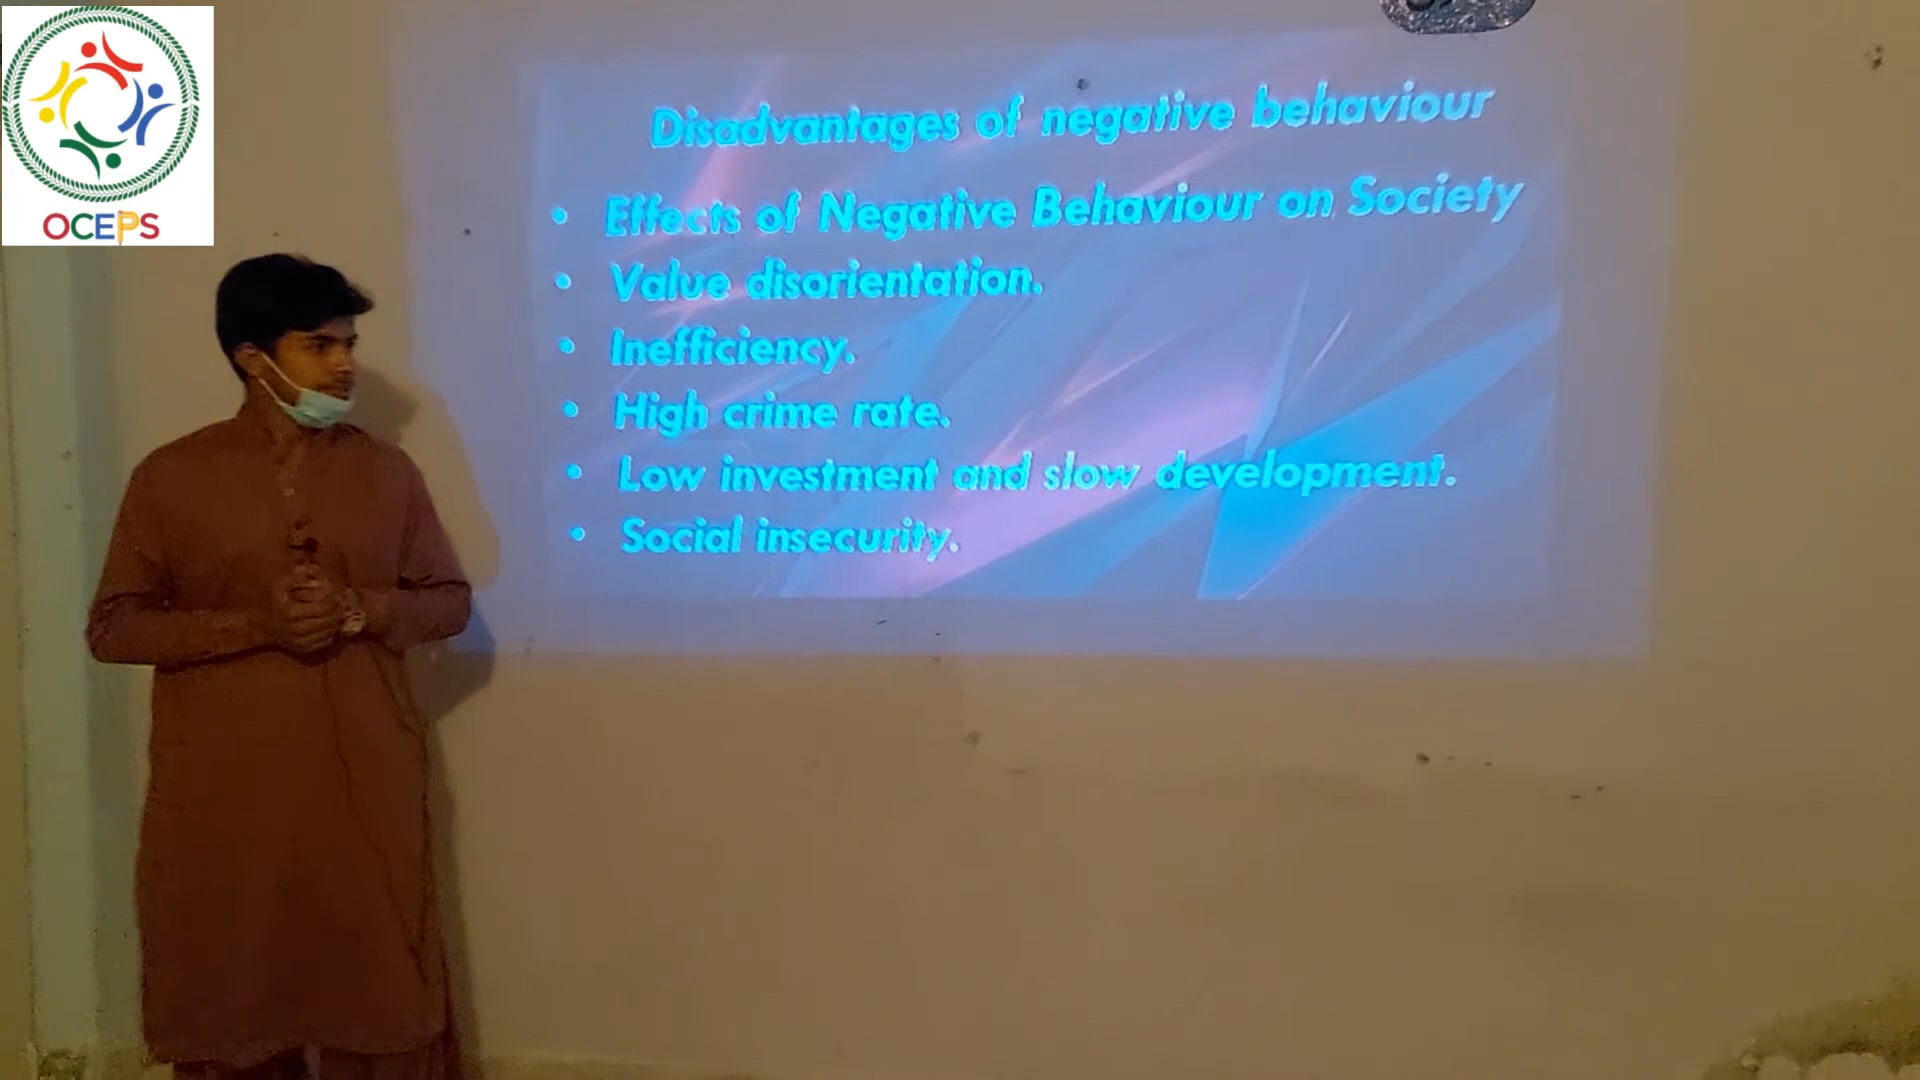 OCEPS
Disadvantages of negative behaviour
• Effects of Negative Behaviour on Society
• Value disorientation.
• Inefficiency.
• High crime rate.
• Low investment and slow development.
• Social insecurity.